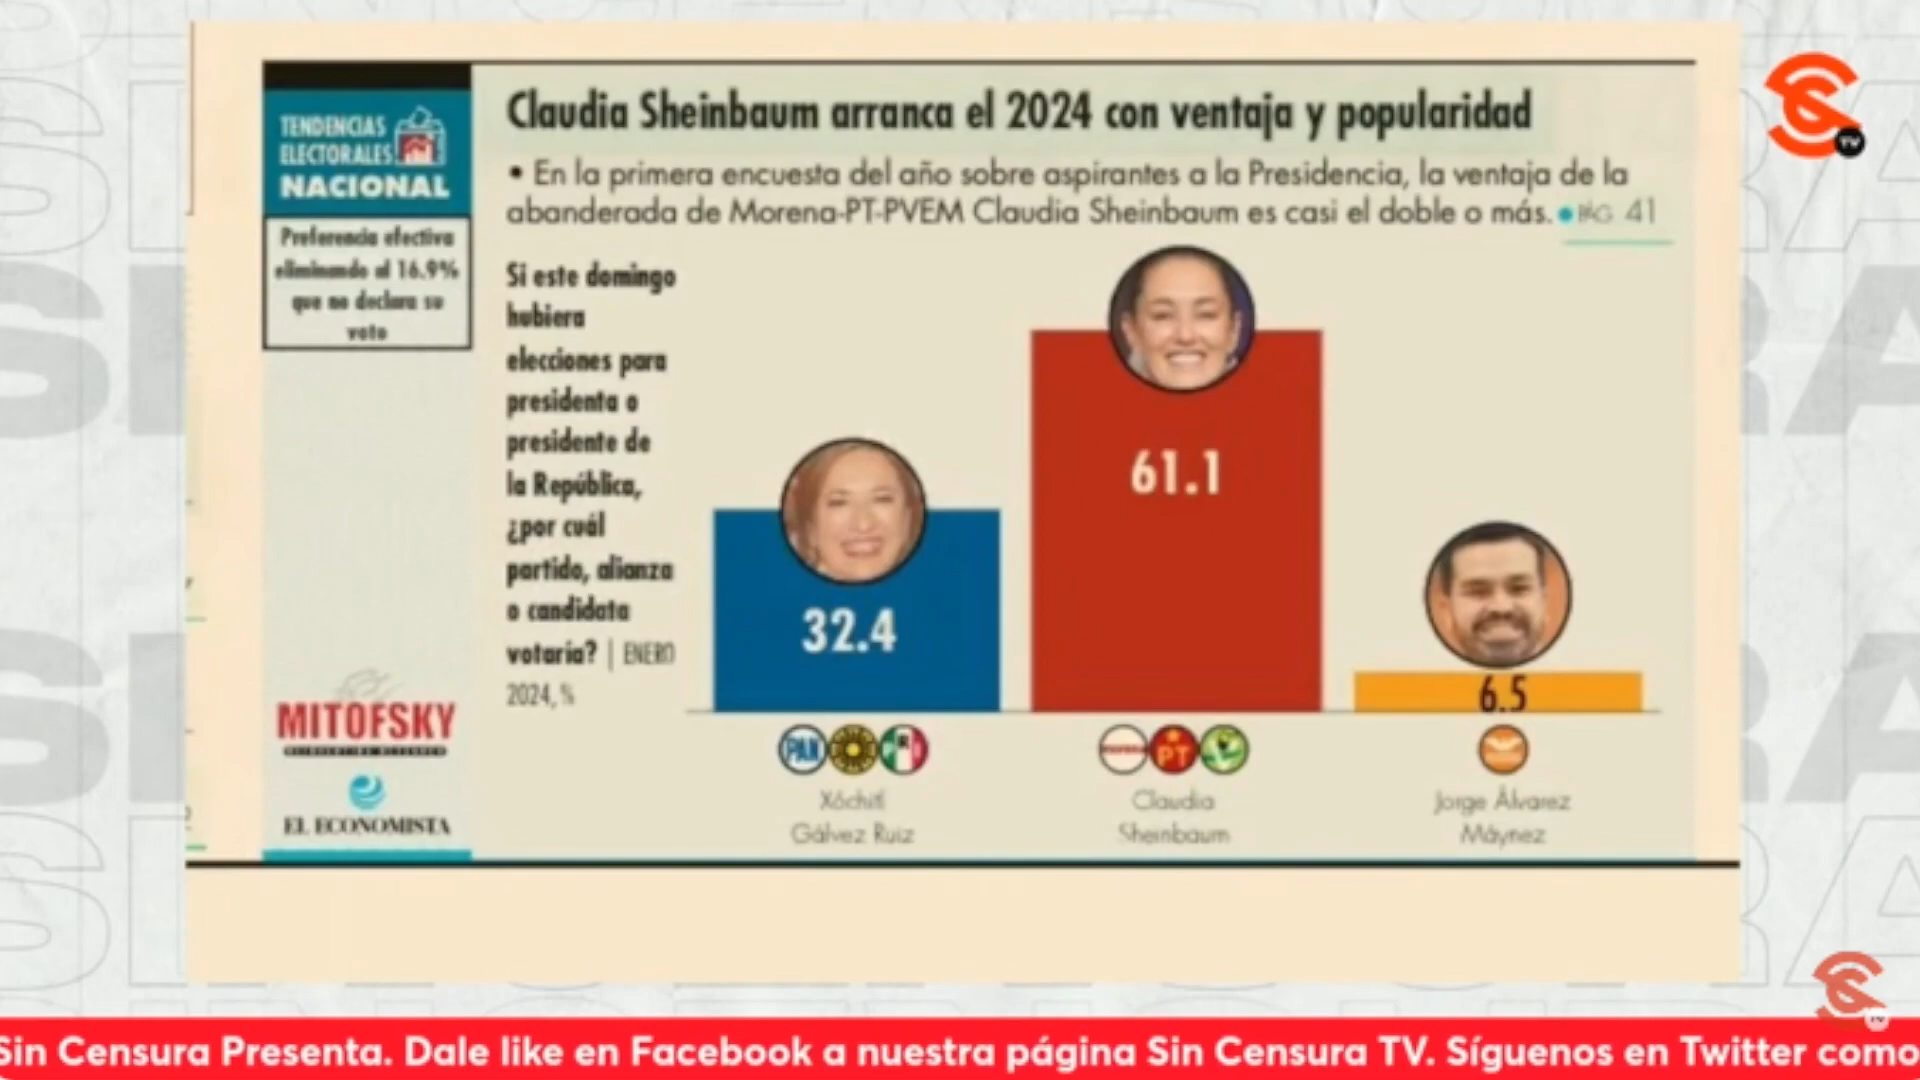 TENDENCIAS
ELECTORALES
NACIONAL
Preferencia efectiva
eliminando al 16.9%
que no declara su
voto
Claudia Sheinbaum arranca el 2024 con ventaja y popularidad
• En la primera encuesta del año sobre aspirantes a la Presidencia, la ventaja de la
abanderada de Morena-PT-PVEM Claudia Sheinbaum es casi el doble o más. ● PÁG 41
Si este domingo
hubiera
elecciones para
presidenta o
presidente de
la República,
¿por cuál
partido, alianza
o candidata
votaría? | ENERO
2024, %
32.4
61.1
6.5
PAN
PRI
morena
PT
Xóchitl
Gálvez Ruiz
Claudia
Sheinbaum
Jorge Álvarez
Máynez
MITOFSKY
EL ECONOMISTA
TV
TV
Sin Censura Presenta. Dale like en Facebook a nuestra página Sin Censura TV. Síguenos en Twitter como